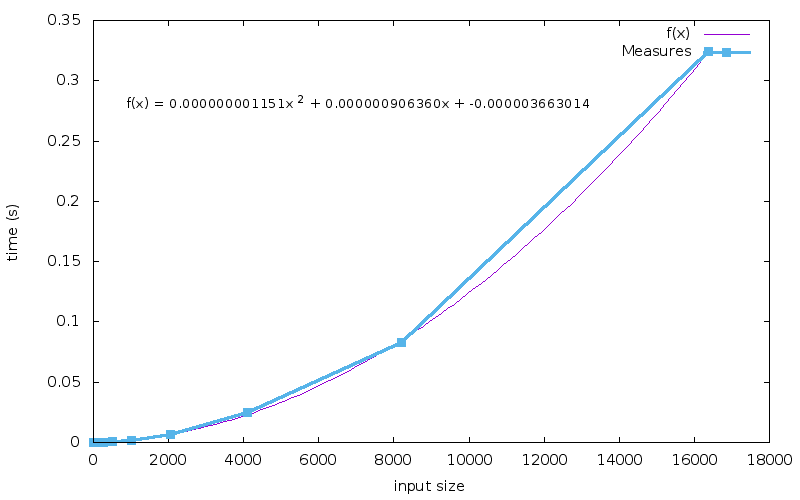 0.35
f(x)
Measures
0.3
f(x) = 0.000000001151x 2 + 0.000000906360x + -0.000003663014
0.25
0.2
time (s)
0.15
0.1
0.05
0
0 2000 4000 6000 8000 10000 12000 14000 16000 18000
input size